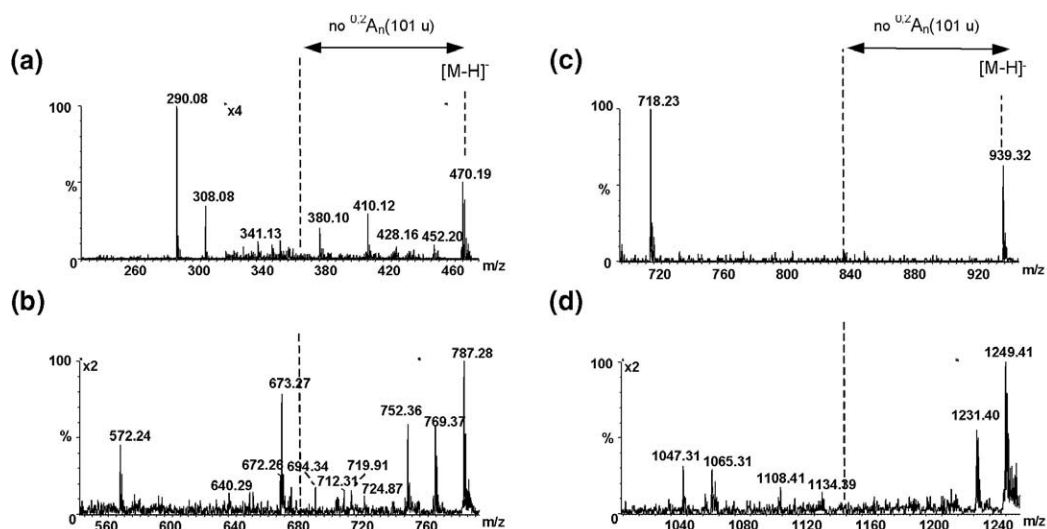 no 0,2An(101 u)
(a)
[M-H]-
x4
100
%
290.08
308.08
341.13
380.10
410.12
428.16
452.20
470.19
260 300 340 380 420 460 m/z
(b)
x2
100
%
572.24
640.29
672.26
673.27
694.34
712.31
719.91
724.87
752.36
769.37
787.28
560 600 640 680 720 760 m/z
no 0,2An(101 u)
(c)
[M-H]-
100
%
718.23
939.32
720 760 800 840 880 920 m/z
(d)
x2
100
%
1047.31
1065.31
1108.41
1134.39
1231.40
1249.41
1040 1080 1120 1160 1200 1240 m/z
0
0
0
0